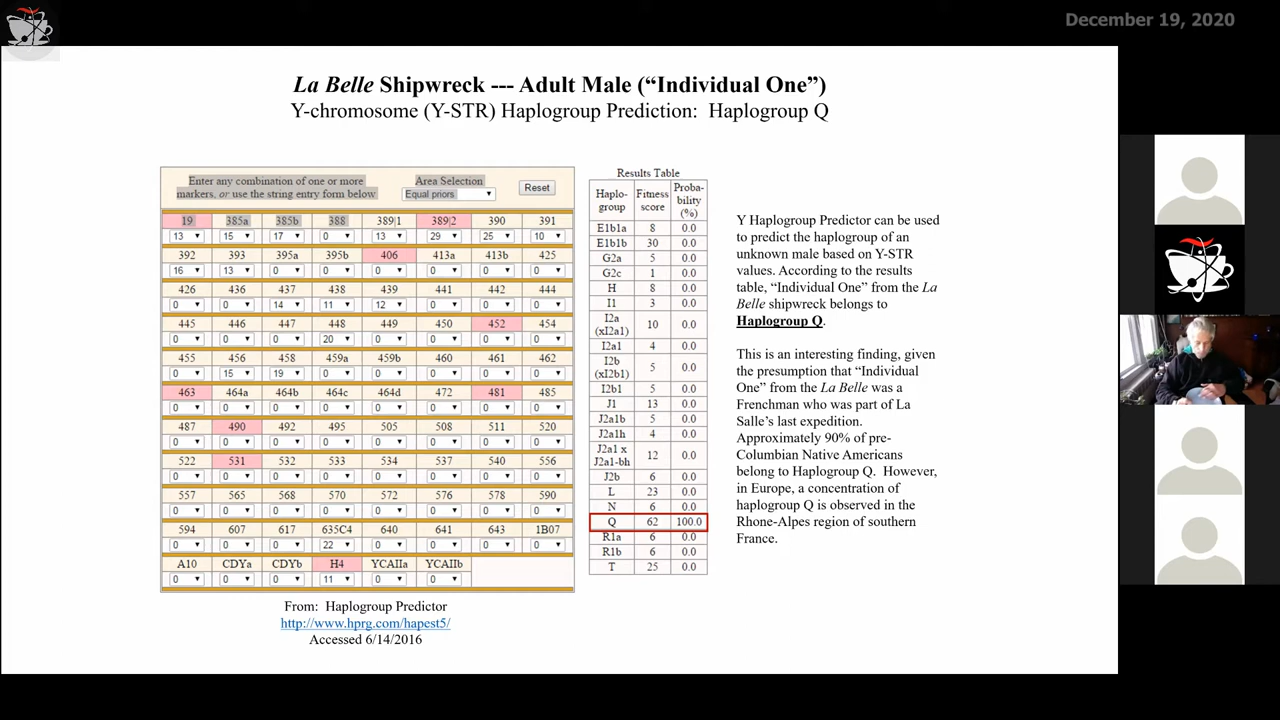 December 19, 2020
La Belle Shipwreck --- Adult Male (“Individual One”)
Y-chromosome (Y-STR) Haplogroup Prediction: Haplogroup Q
Enter any combination of one or more
markers, or use the string entry form below.
Area Selection
Equal priors
Reset
19 385a 385b 388 389|1 389|2 390 391
13 15 17 0 13 29 25 10
392 393 395a 395b 406 413a 413b 425
16 13 0 0 0 0 0 0
426 436 437 438 439 441 442 444
0 0 14 11 12 0 0 0
445 446 447 448 449 450 452 454
0 0 0 20 0 0 0 0
455 456 458 459a 459b 460 461 462
0 15 19 0 0 0 0 0
463 464a 464b 464c 464d 472 481 485
0 0 0 0 0 0 0 0
487 490 492 495 505 508 511 520
0 0 0 0 0 0 0 0
522 531 532 533 534 537 540 556
0 0 0 0 0 0 0 0
557 565 568 570 572 576 578 590
0 0 0 0 0 0 0 0
594 607 617 635C4 640 641 643 1B07
0 0 0 22 0 0 0 0
A10 CDYa CDYb H4 YCAIIa YCAIIb
0 0 0 11 0 0
From: Haplogroup Predictor
http://www.hprg.com/hapest5/
Accessed 6/14/2016
Results Table
Haplo-
group
Fitness
score
Proba-
bility
(%)
E1b1a 8 0.0
E1b1b 30 0.0
G2a 5 0.0
G2c 1 0.0
H 8 0.0
I1 3 0.0
I2a
(xI2a1) 10 0.0
I2a1 4 0.0
I2b
(xI2b1) 5 0.0
I2b1 5 0.0
J1 13 0.0
J2a1b 5 0.0
J2a1h 4 0.0
J2a1 x
J2a1-bh 12 0.0
J2b 6 0.0
L 23 0.0
N 6 0.0
Q 62 100.0
R1a 6 0.0
R1b 6 0.0
T 25 0.0
Y Haplogroup Predictor can be used
to predict the haplogroup of an
unknown male based on Y-STR
values. According to the results
table, “Individual One” from the La
Belle shipwreck belongs to
Haplogroup Q.
This is an interesting finding, given
the presumption that “Individual
One” from the La Belle was a
Frenchman who was part of La
Salle’s last expedition.
Approximately 90% of pre-
Columbian Native Americans
belong to Haplogroup Q. However,
in Europe, a concentration of
haplogroup Q is observed in the
Rhone-Alpes region of southern
France.